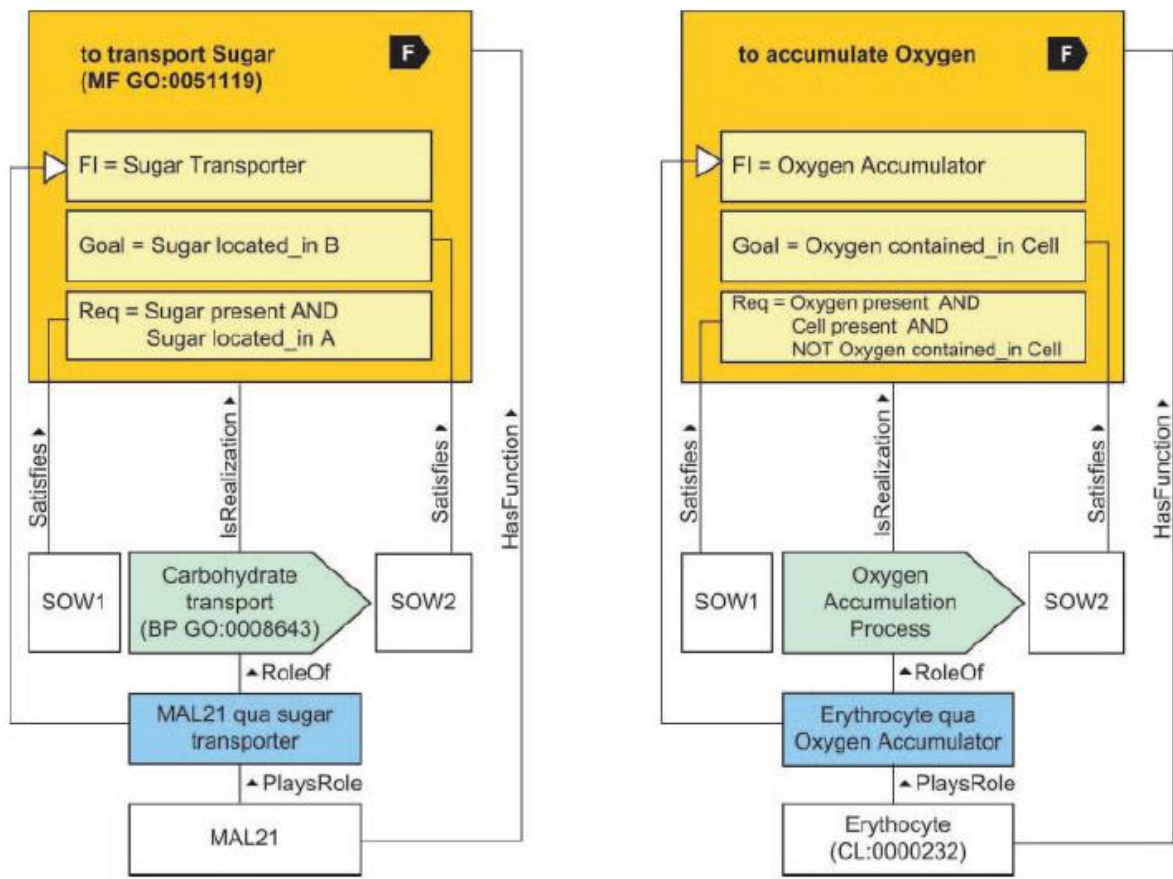 to transport Sugar
(MF GO:0051119)
F
FI = Sugar Transporter
Goal = Sugar located_in B
Req = Sugar present AND
Sugar located_in A
Satisfies ▶
IsRealization ▶
Satisfies ▶
HasFunction ▶
SOW1
Carbohydrate
transport
(BP GO:0008643)
SOW2
▲RoleOf
MAL21 qua sugar
transporter
▲PlaysRole
MAL21
to accumulate Oxygen
F
FI = Oxygen Accumulator
Goal = Oxygen contained_in Cell
Req = Oxygen present AND
Cell present AND
NOT Oxygen contained_in Cell
Satisfies ▶
IsRealization ▶
Satisfies ▶
HasFunction ▶
SOW1
Oxygen
Accumulation
Process
SOW2
▲RoleOf
Erythrocyte qua
Oxygen Accumulator
▲PlaysRole
Erythocyte
(CL:0000232)